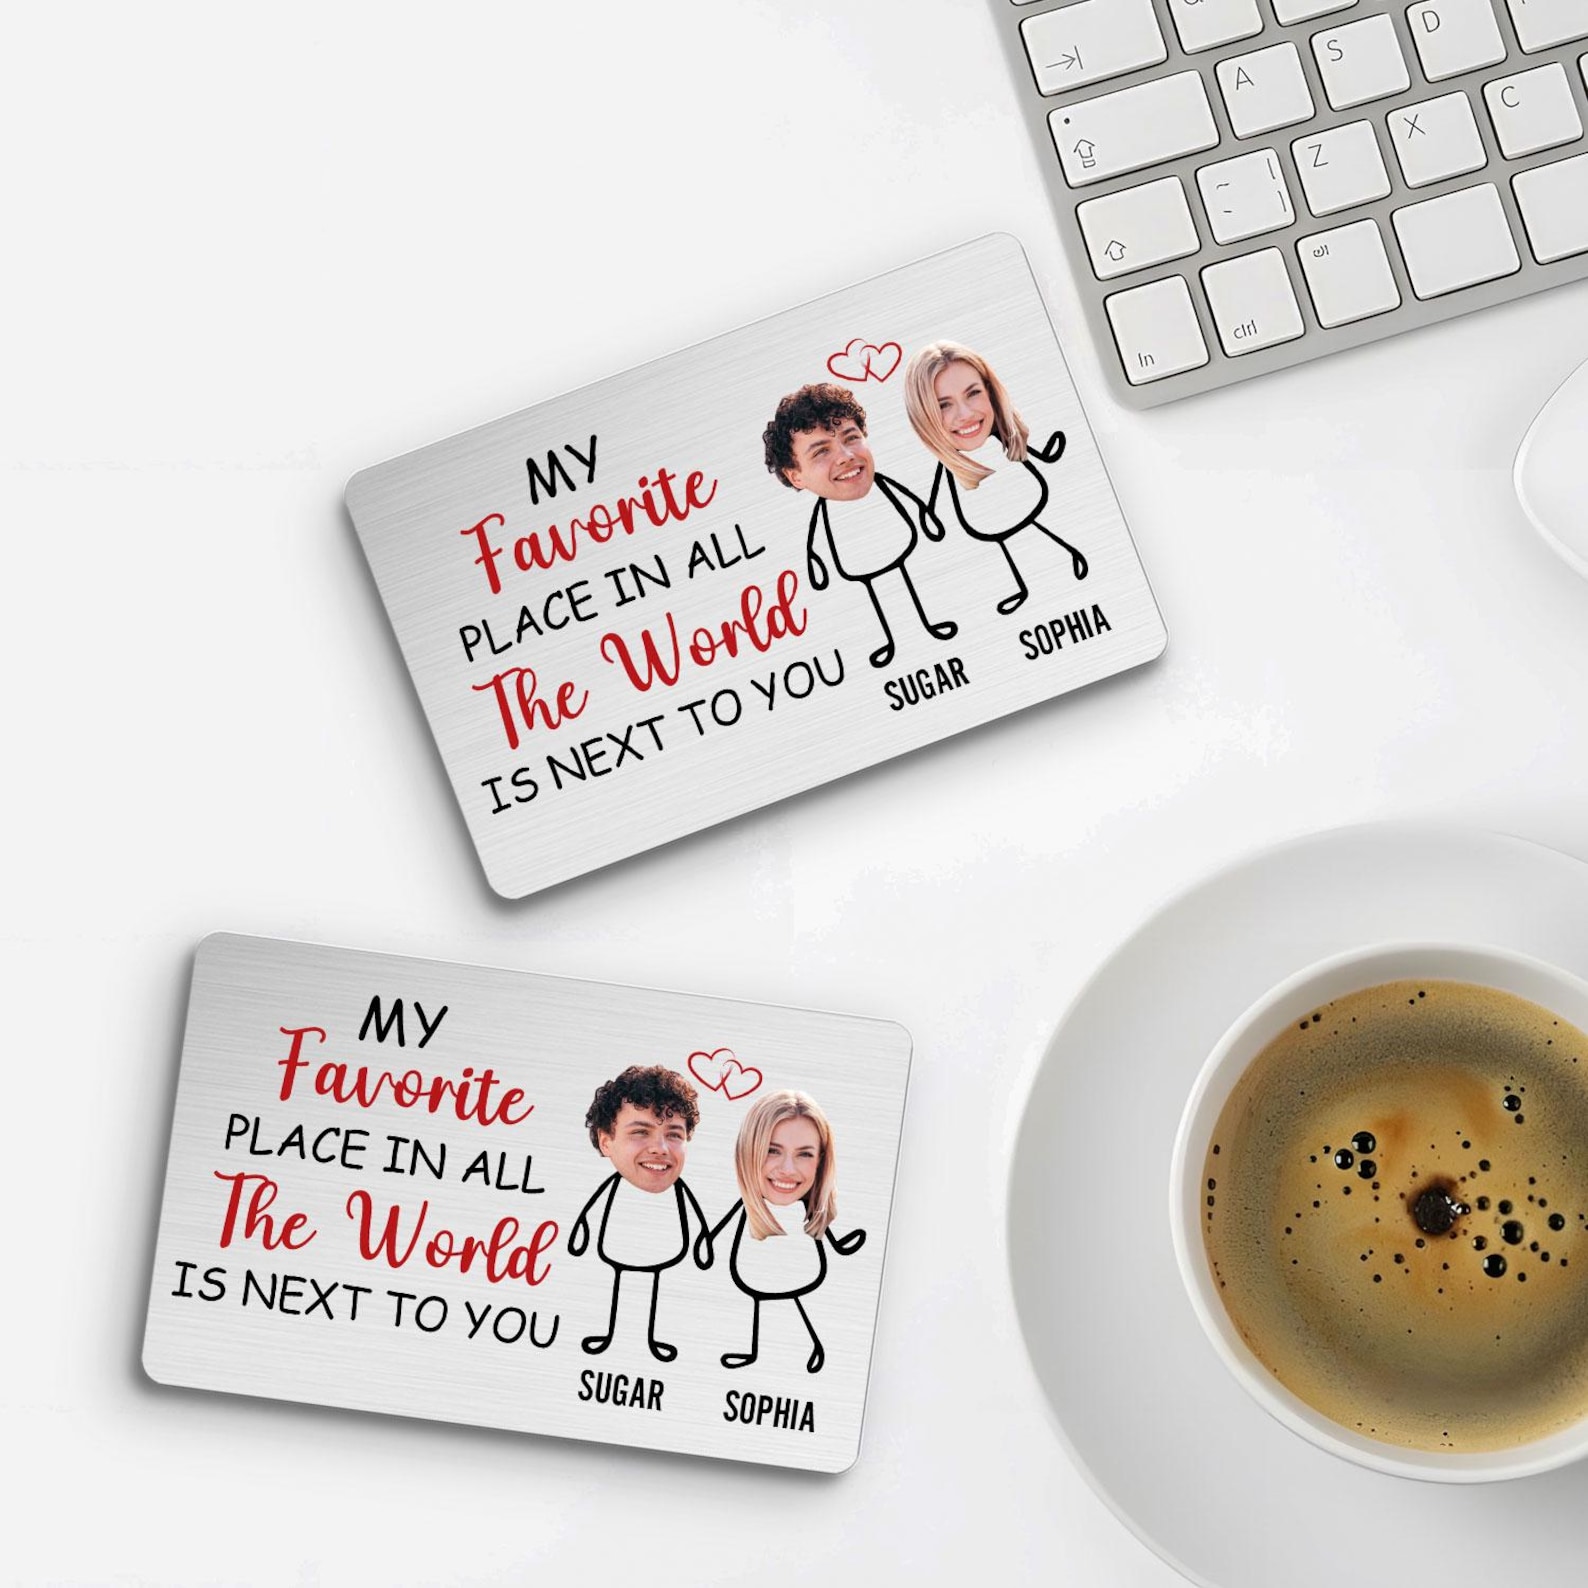 D
S
A
C
X
Z
ctrl
fn
MY
Favorite
PLACE IN ALL
The World
IS NEXT TO YOU
SUGAR
SOPHIA
MY
Favorite
PLACE IN ALL
The World
IS NEXT TO YOU
SUGAR
SOPHIA